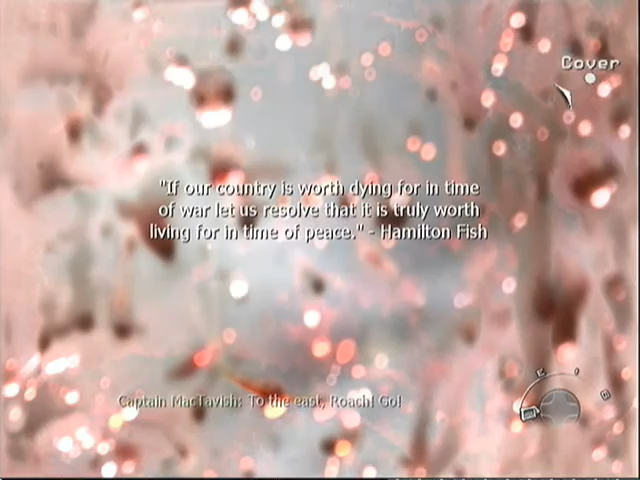 Cover
"If our country is worth dying for in time
of war let us resolve that it is truly worth
living for in time of peace." - Hamilton Fish
Captain MacTavish: To the east, Roach! Go!